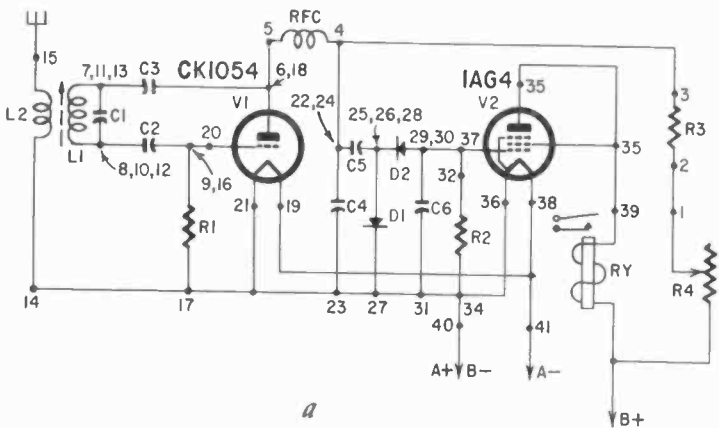 RFC
5 4
15
7,11,13 C3 CK1054 6,18 1AG4 35
V1 22,24 25,26,28 V2 3
L2 C1 20 29,30 37 R3
L1 C2 C5 D2 32 35
8,10,12 9,16 36 38 2
21 19 C4 D1 C6 39 1
R1 R2
RY R4
14 17 23 27 31 34
40 41
A+ B- A-
B+
a